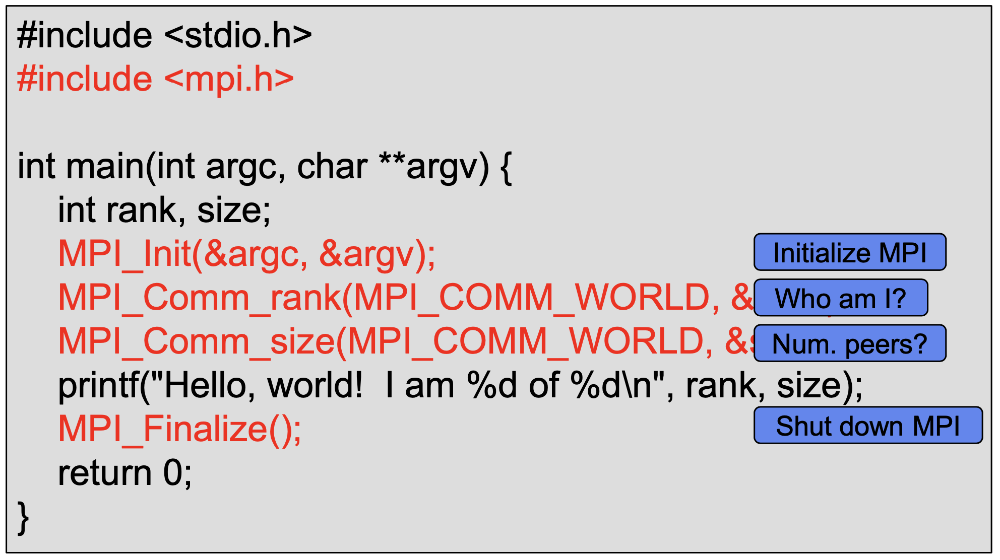 #include <stdio.h>
#include <mpi.h>
int main(int argc, char **argv) {
int rank, size;
MPI_Init(&argc, &argv);
Initialize MPI
MPI_Comm_rank(MPI_COMM_WORLD, &
Who am I?
MPI_Comm_size(MPI_COMM_WORLD, &
Num. peers?
printf("Hello, world!  I am %d of %d\n", rank, size);
MPI_Finalize();
Shut down MPI
return 0;
}